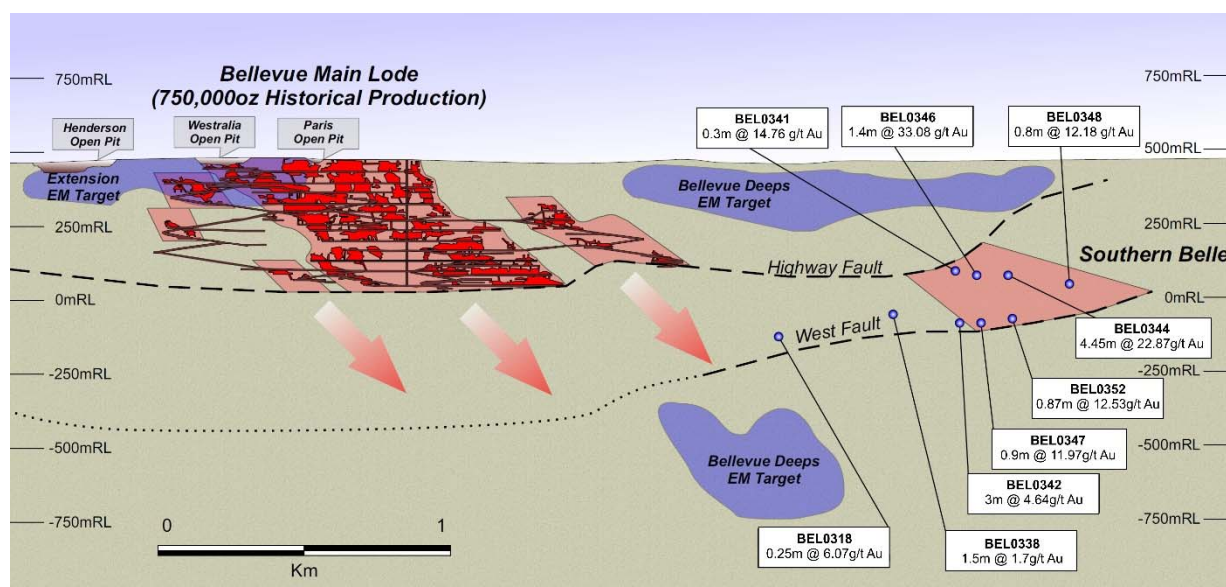 Bellevue Main Lode
(750,000oz Historical Production)
Henderson
Open Pit
Westralia
Open Pit
Paris
Open Pit
BEL0341
0.3m @ 14.76 g/t Au
BEL0346
1.4m @ 33.08 g/t Au
BEL0348
0.8m @ 12.18 g/t Au
750mRL
250mRL
0mRL
-250mRL
-500mRL
-750mRL
750mRL
500mRL
250mRL
0mRL
-250mRL
-500mRL
-750mRL
Extension
EM Target
Bellevue Deeps
EM Target
Highway Fault
Southern Belle
West Fault
BEL0344
4.45m @ 22.87g/t Au
BEL0352
0.87m @ 12.53g/t Au
BEL0347
0.9m @ 11.97g/t Au
BEL0342
3m @ 4.64g/t Au
Bellevue Deeps
EM Target
BEL0318
0.25m @ 6.07g/t Au
BEL0338
1.5m @ 1.7g/t Au
0
1
Km